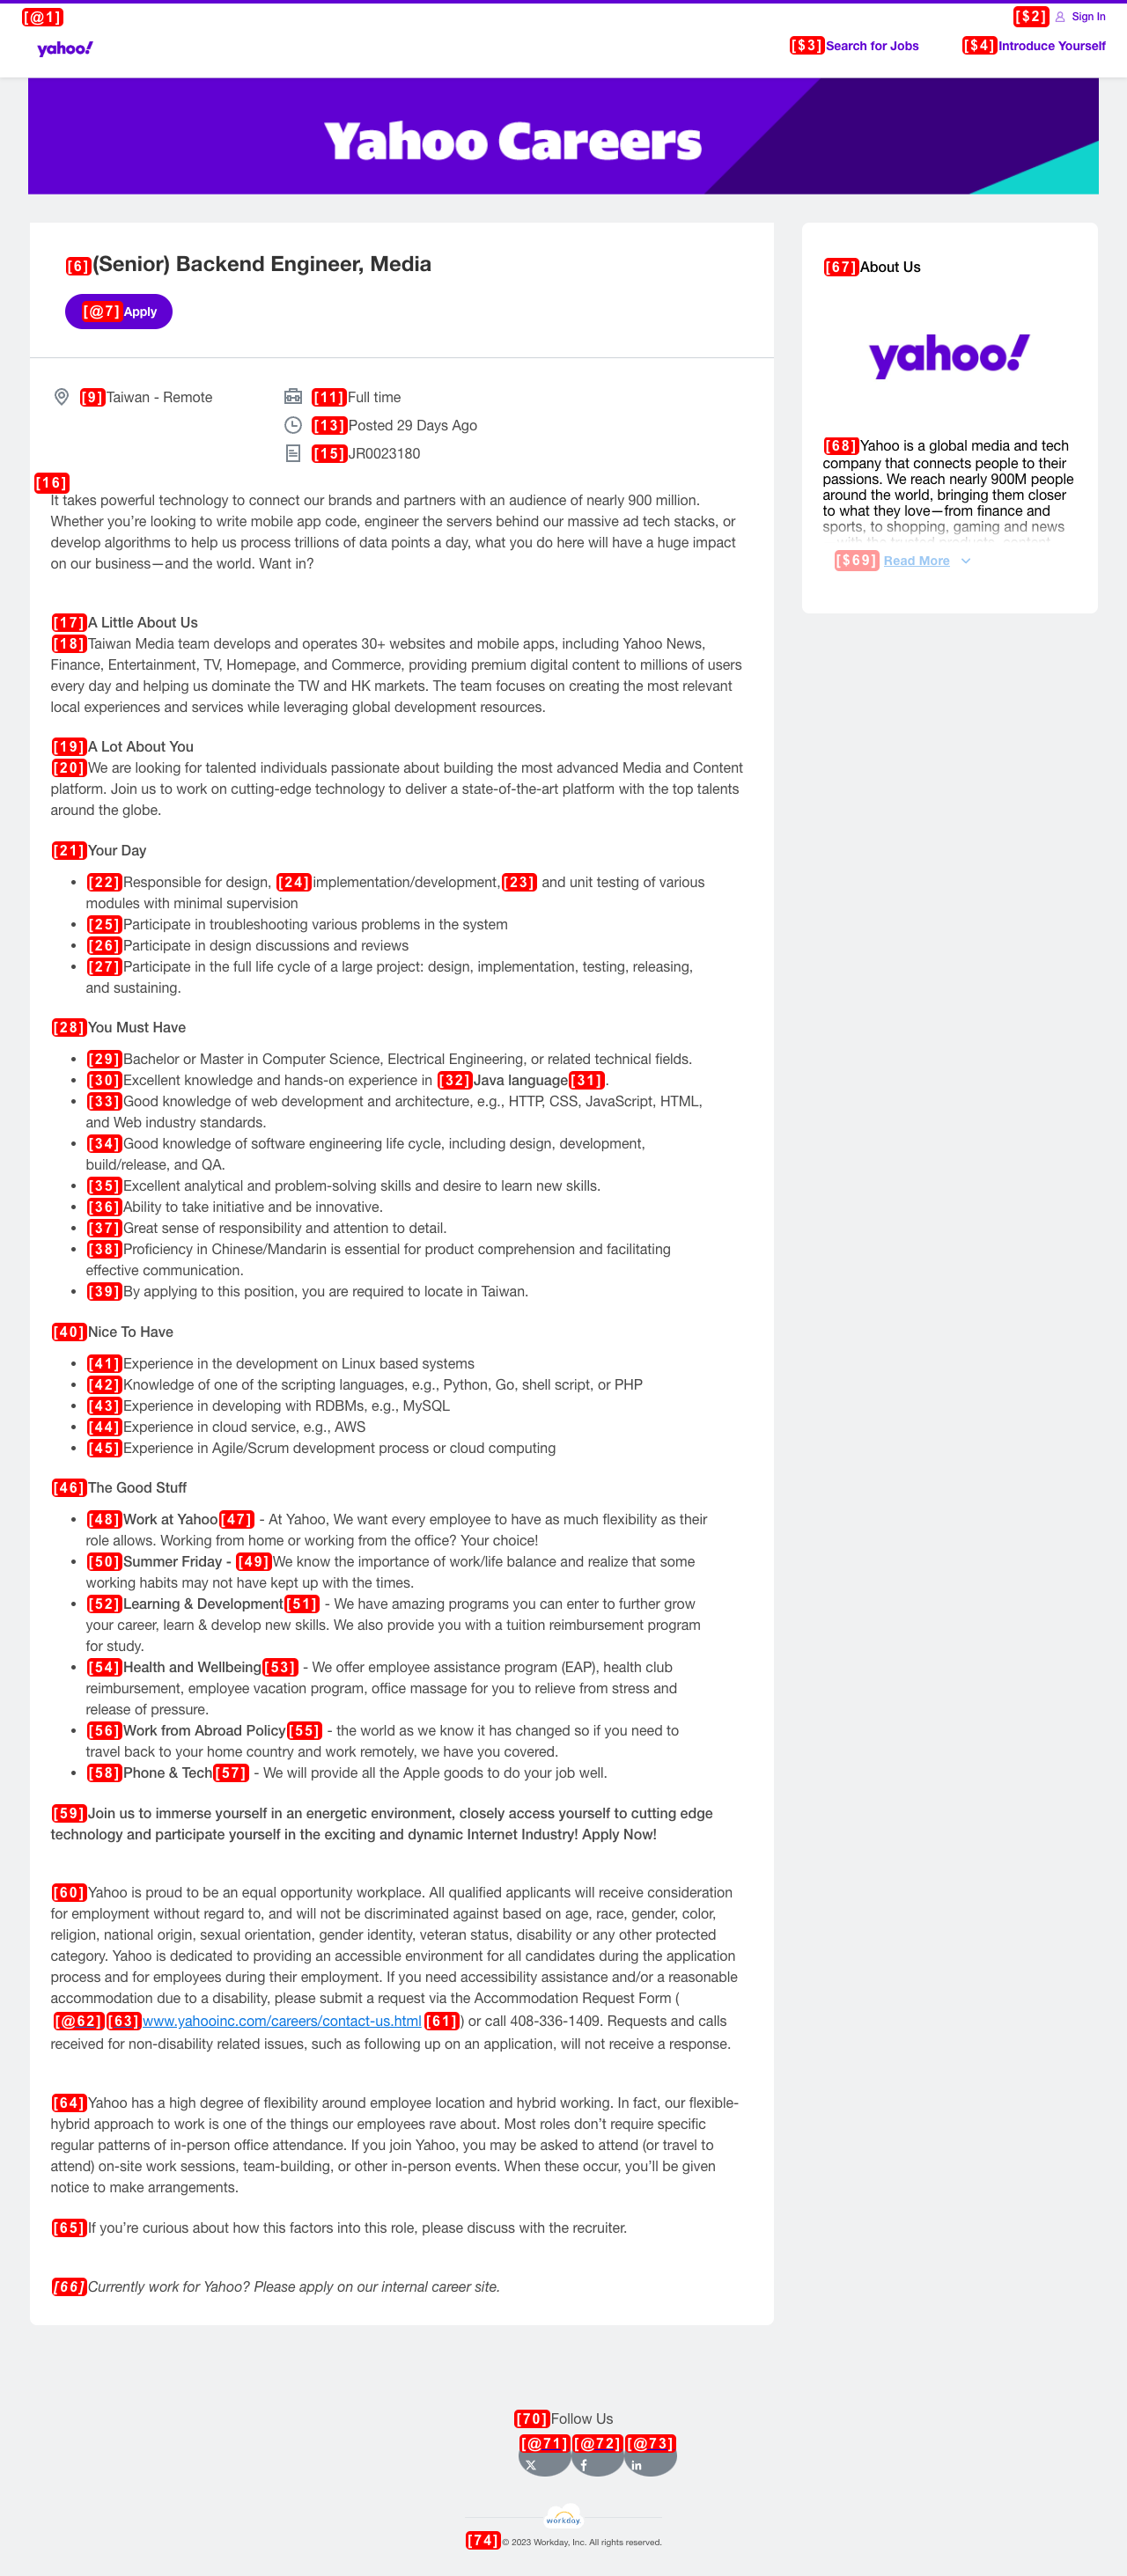 [@1]
[$2] Sign In
yahoo!
[$3]Search for Jobs
[$4]Introduce Yourself
Yahoo Careers
[6](Senior) Backend Engineer, Media
[@7]Apply
[9]Taiwan - Remote
[11]Full time
[13]Posted 29 Days Ago
[15]JR0023180
[16]
It takes powerful technology to connect our brands and partners with an audience of nearly 900 million.
Whether you’re looking to write mobile app code, engineer the servers behind our massive ad tech stacks, or
develop algorithms to help us process trillions of data points a day, what you do here will have a huge impact
on our business—and the world. Want in?
[17]A Little About Us
[18]Taiwan Media team develops and operates 30+ websites and mobile apps, including Yahoo News,
Finance, Entertainment, TV, Homepage, and Commerce, providing premium digital content to millions of users
every day and helping us dominate the TW and HK markets. The team focuses on creating the most relevant
local experiences and services while leveraging global development resources.
[19]A Lot About You
[20]We are looking for talented individuals passionate about building the most advanced Media and Content
platform. Join us to work on cutting-edge technology to deliver a state-of-the-art platform with the top talents
around the globe.
[21]Your Day
• [22]Responsible for design, [24]implementation/development,[23] and unit testing of various
modules with minimal supervision
• [25]Participate in troubleshooting various problems in the system
• [26]Participate in design discussions and reviews
• [27]Participate in the full life cycle of a large project: design, implementation, testing, releasing,
and sustaining.
[28]You Must Have
• [29]Bachelor or Master in Computer Science, Electrical Engineering, or related technical fields.
• [30]Excellent knowledge and hands-on experience in [32]Java language[31].
• [33]Good knowledge of web development and architecture, e.g., HTTP, CSS, JavaScript, HTML,
and Web industry standards.
• [34]Good knowledge of software engineering life cycle, including design, development,
build/release, and QA.
• [35]Excellent analytical and problem-solving skills and desire to learn new skills.
• [36]Ability to take initiative and be innovative.
• [37]Great sense of responsibility and attention to detail.
• [38]Proficiency in Chinese/Mandarin is essential for product comprehension and facilitating
effective communication.
• [39]By applying to this position, you are required to locate in Taiwan.
[40]Nice To Have
• [41]Experience in the development on Linux based systems
• [42]Knowledge of one of the scripting languages, e.g., Python, Go, shell script, or PHP
• [43]Experience in developing with RDBMs, e.g., MySQL
• [44]Experience in cloud service, e.g., AWS
• [45]Experience in Agile/Scrum development process or cloud computing
[46]The Good Stuff
• [48]Work at Yahoo[47] - At Yahoo, We want every employee to have as much flexibility as their
role allows. Working from home or working from the office? Your choice!
• [50]Summer Friday - [49]We know the importance of work/life balance and realize that some
working habits may not have kept up with the times.
• [52]Learning & Development[51] - We have amazing programs you can enter to further grow
your career, learn & develop new skills. We also provide you with a tuition reimbursement program
for study.
• [54]Health and Wellbeing[53] - We offer employee assistance program (EAP), health club
reimbursement, employee vacation program, office massage for you to relieve from stress and
release of pressure.
• [56]Work from Abroad Policy[55] - the world as we know it has changed so if you need to
travel back to your home country and work remotely, we have you covered.
• [58]Phone & Tech[57] - We will provide all the Apple goods to do your job well.
[59]Join us to immerse yourself in an energetic environment, closely access yourself to cutting edge
technology and participate yourself in the exciting and dynamic Internet Industry! Apply Now!
[60]Yahoo is proud to be an equal opportunity workplace. All qualified applicants will receive consideration
for employment without regard to, and will not be discriminated against based on age, race, gender, color,
religion, national origin, sexual orientation, gender identity, veteran status, disability or any other protected
category. Yahoo is dedicated to providing an accessible environment for all candidates during the application
process and for employees during their employment. If you need accessibility assistance and/or a reasonable
accommodation due to a disability, please submit a request via the Accommodation Request Form (
[@62][63]www.yahooinc.com/careers/contact-us.html[61]) or call 408-336-1409. Requests and calls
received for non-disability related issues, such as following up on an application, will not receive a response.
[64]Yahoo has a high degree of flexibility around employee location and hybrid working. In fact, our flexible-
hybrid approach to work is one of the things our employees rave about. Most roles don’t require specific
regular patterns of in-person office attendance. If you join Yahoo, you may be asked to attend (or travel to
attend) on-site work sessions, team-building, or other in-person events. When these occur, you’ll be given
notice to make arrangements.
[65]If you’re curious about how this factors into this role, please discuss with the recruiter.
[66]Currently work for Yahoo? Please apply on our internal career site.
[67]About Us
yahoo!
[68]Yahoo is a global media and tech
company that connects people to their
passions. We reach nearly 900M people
around the world, bringing them closer
to what they love—from finance and
sports, to shopping, gaming and news
—with the trusted products, content
[$69] Read More
[70]Follow Us
[@71][@72][@73]
workday
[74]© 2023 Workday, Inc. All rights reserved.